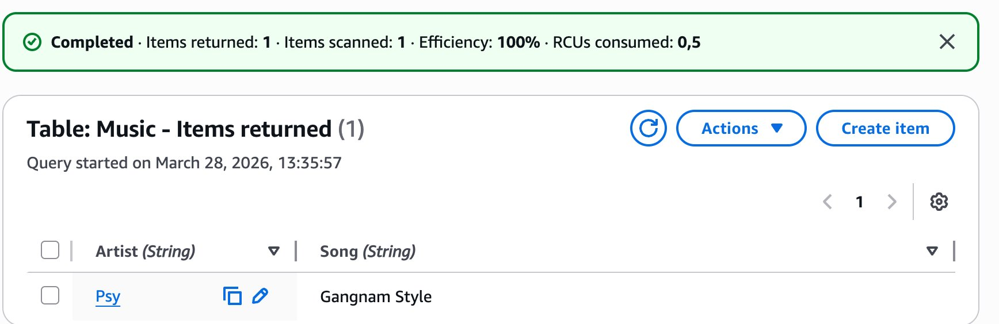 Completed · Items returned: 1 · Items scanned: 1 · Efficiency: 100% · RCUs consumed: 0,5
Table: Music - Items returned (1)
Actions
Create item
Query started on March 28, 2026, 13:35:57
1
Artist (String) Song (String)
Psy Gangnam Style